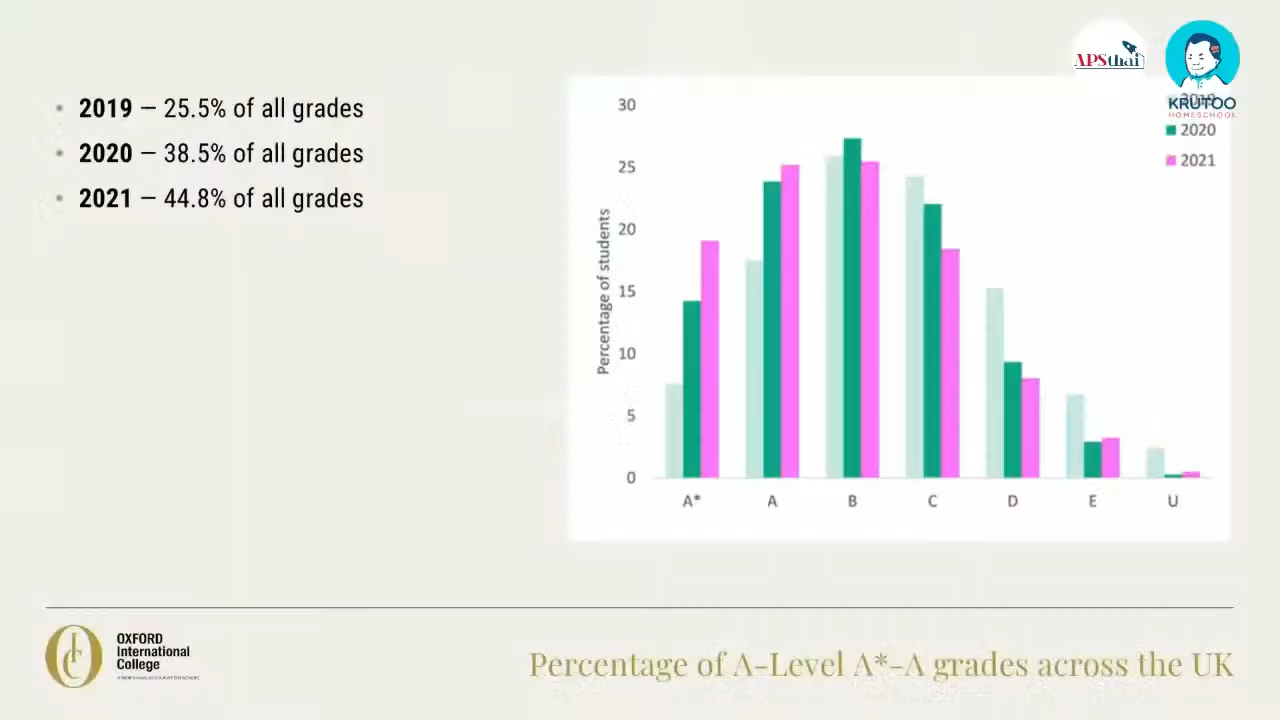 APSthai
KRUTOO
HOMESCHOOL
• 2019 – 25.5% of all grades
• 2020 – 38.5% of all grades
• 2021 – 44.8% of all grades
30
25
20
15
10
5
0
Percentage of students
2019
2020
2021
A* A B C D E U
OXFORD
International
College
Percentage of A-Level A*-A grades across the UK